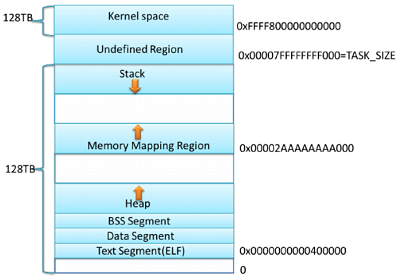 128TB
Kernel space
0xFFFF800000000000
Undefined Region
0x00007FFFFFFFF000=TASK_SIZE
Stack
Memory Mapping Region
0x00002AAAAAAAA000
128TB
Heap
BSS Segment
Data Segment
Text Segment(ELF)
0x0000000000400000
0